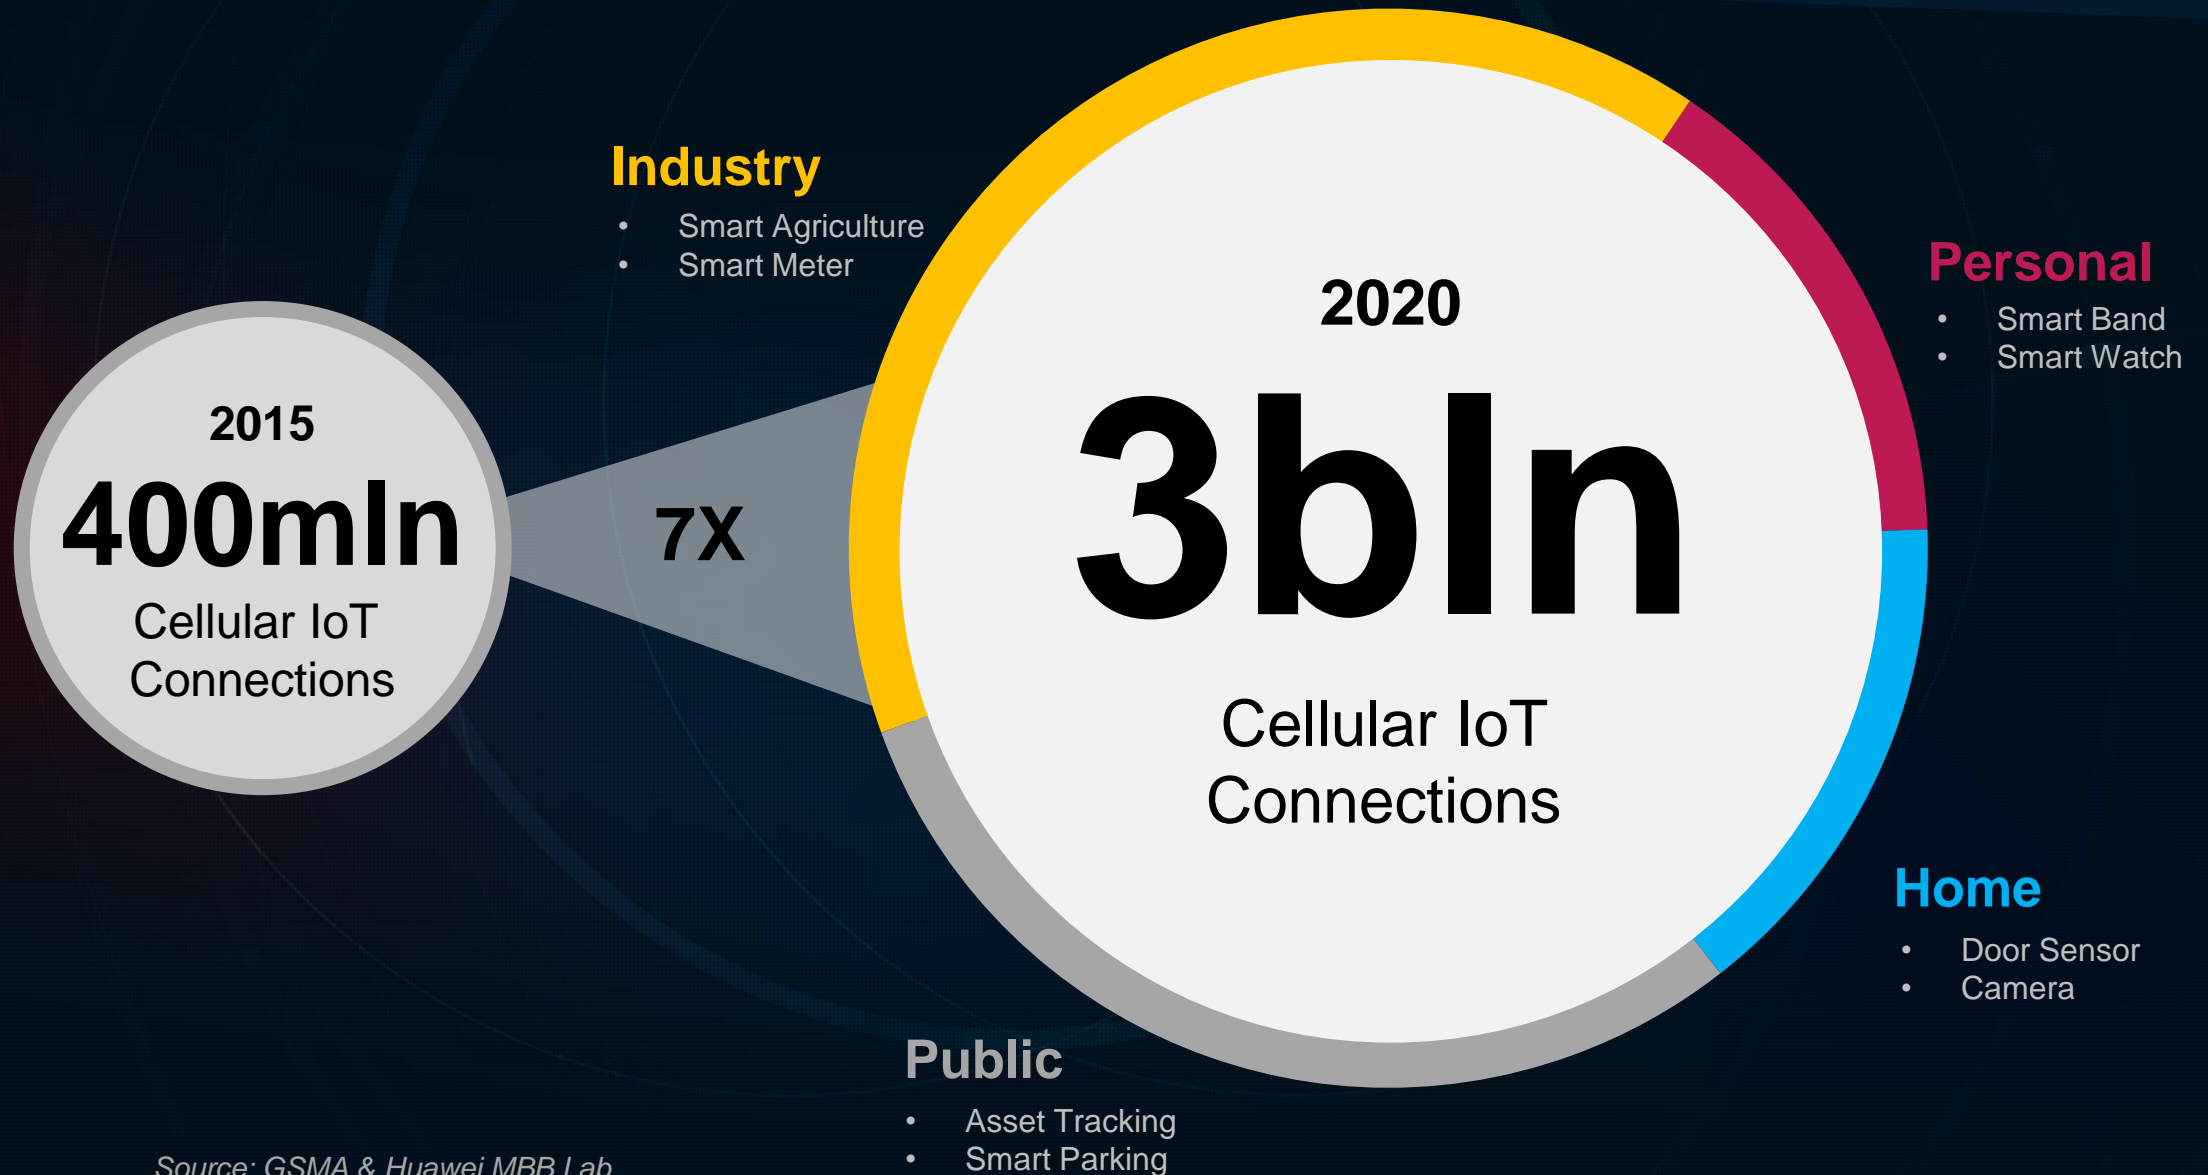 Industry
• Smart Agriculture
• Smart Meter
2015
400mln
Cellular IoT
Connections
7X
2020
3bln
Cellular IoT
Connections
Personal
• Smart Band
• Smart Watch
Home
• Door Sensor
• Camera
Public
• Asset Tracking
• Smart Parking
Source: GSMA & Huawei MBB Lab